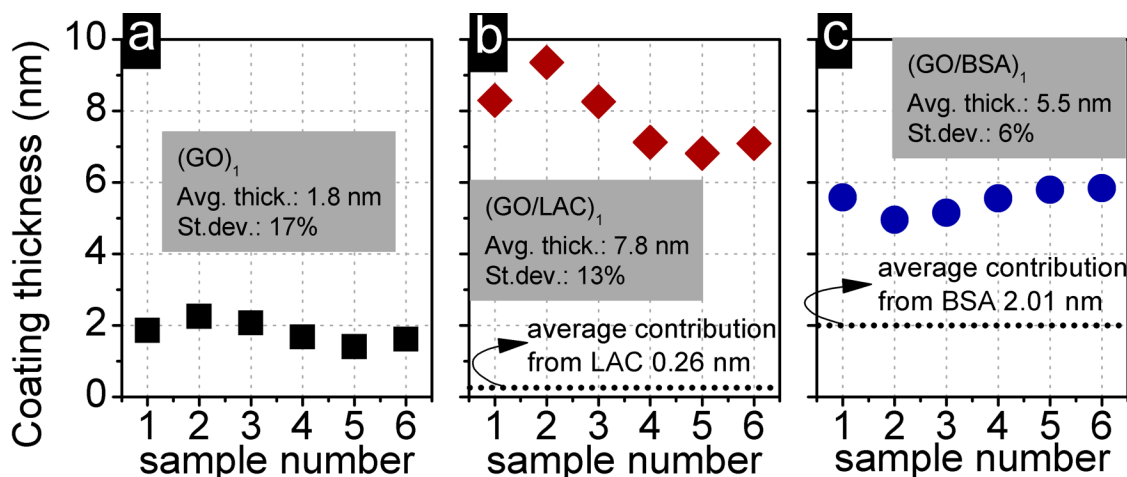 Coating thickness (nm)
10
8
6
4
2
0
a
(GO)1
Avg. thick.: 1.8 nm
St.dev.: 17%
1 2 3 4 5 6
sample number
b
(GO/LAC)1
Avg. thick.: 7.8 nm
St.dev.: 13%
average contribution
from LAC 0.26 nm
1 2 3 4 5 6
sample number
c
(GO/BSA)1
Avg. thick.: 5.5 nm
St.dev.: 6%
average contribution
from BSA 2.01 nm
1 2 3 4 5 6
sample number